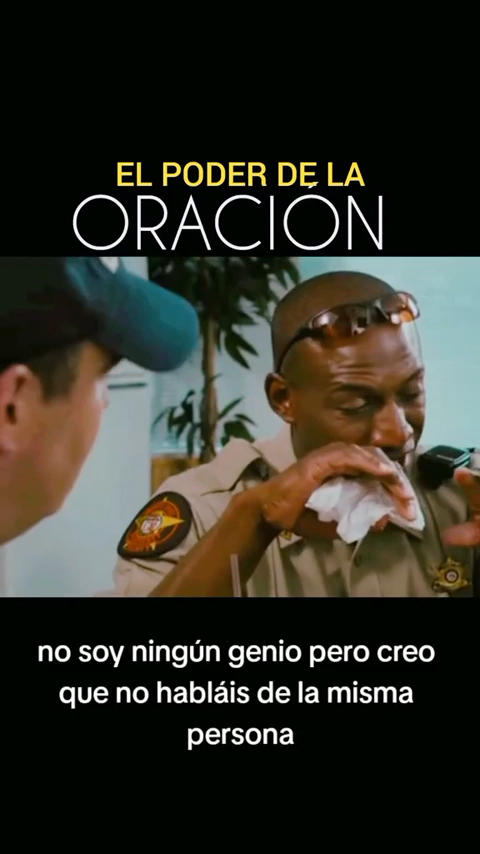 EL PODER DE LA
ORACIÓN
no soy ningún genio pero creo
que no habláis de la misma
persona